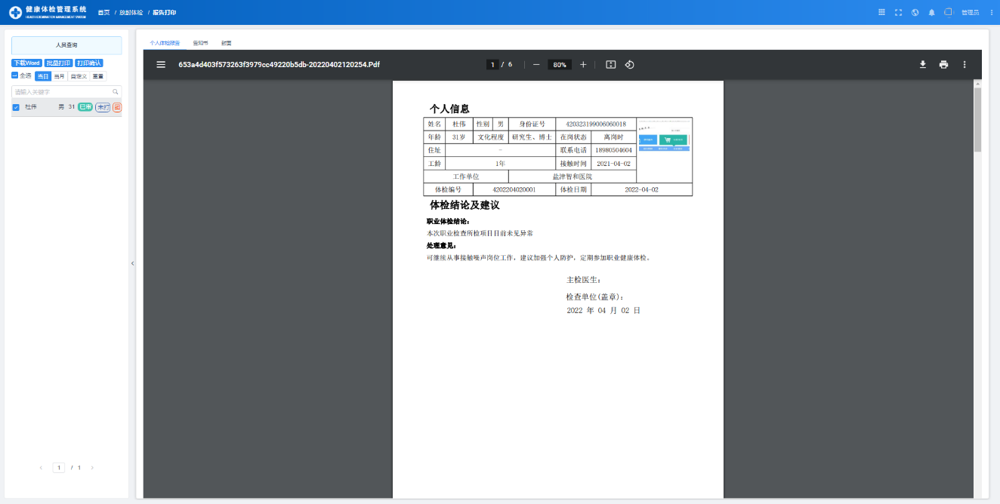 健康体检管理系统
首页 / 放射体检 / 报告打印
管理员
人员查询
下载Word 批量打印 打印确认
全选 当日 当月 自定义 重置
请输入关键字
杜伟 男 31 已审 未打
1 / 1
个人体检报告 告知书 封面
653a4d403f573263f3979cc49220b5db-20220402120254.Pdf
1 / 6
80%
个人信息
姓名 杜伟 性别 男 身份证号 420323199006060018
年龄 31岁 文化程度 研究生、博士 在岗状态 离岗时
住址 - 联系电话 18980504604
工龄 1年 接触时间 2021-04-02
工作单位 盐津智和医院
体检编号 4202204020001 体检日期 2022-04-02
体检结论及建议
职业体检结论：
本次职业检查所检项目目前未见异常
处理意见：
可继续从事接触噪声岗位工作，建议加强个人防护，定期参加职业健康体检。
主检医生：
检查单位(盖章)：
2022 年 04 月 02 日